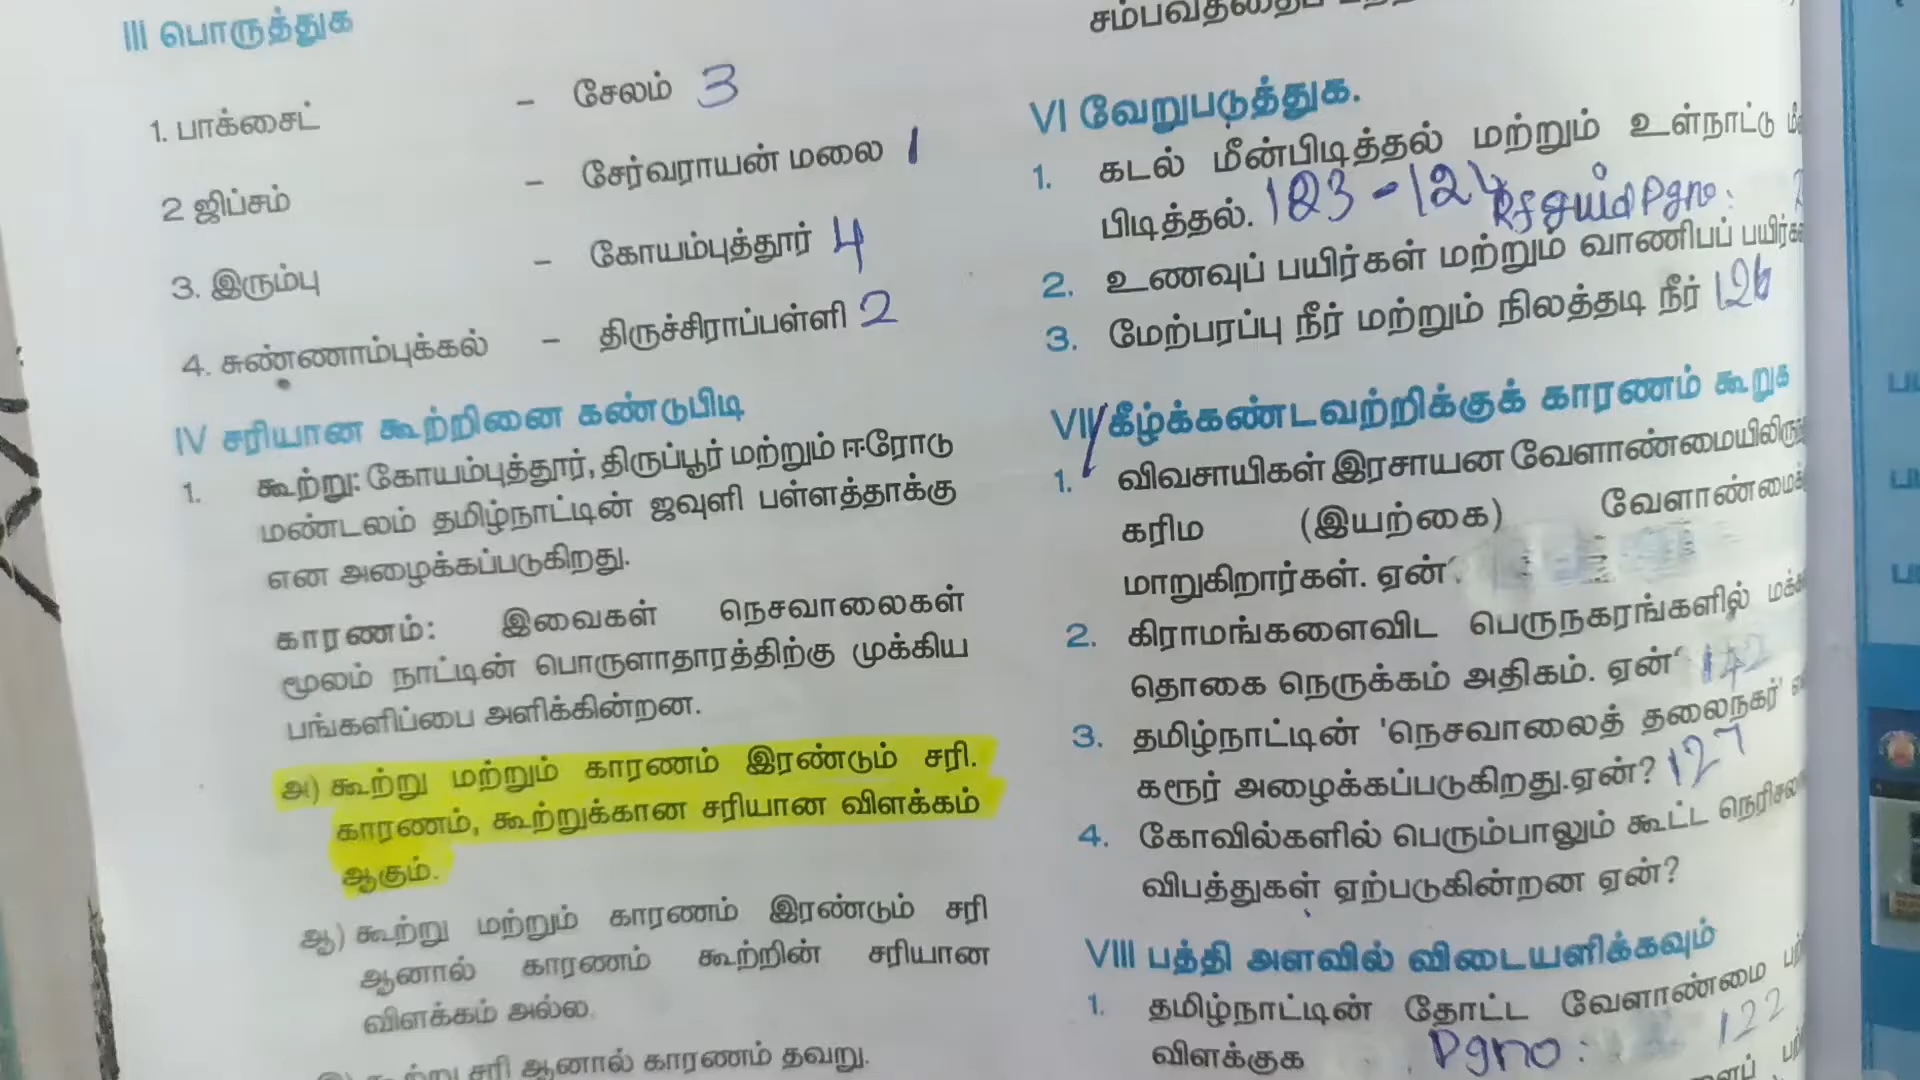 III பொருத்துக
1. பாக்சைட் – சேலம் 3
2 ஜிப்சம் – சேர்வராயன் மலை 1
3. இரும்பு – கோயம்புத்தூர் 4
4. சுண்ணாம்புக்கல் – திருச்சிராப்பள்ளி 2
IV சரியான கூற்றினை கண்டுபிடி
1. கூற்று: கோயம்புத்தூர், திருப்பூர் மற்றும் ஈரோடு
மண்டலம் தமிழ்நாட்டின் ஜவுளி பள்ளத்தாக்கு
என அழைக்கப்படுகிறது.
காரணம்: இவைகள் நெசவாலைகள்
மூலம் நாட்டின் பொருளாதாரத்திற்கு முக்கிய
பங்களிப்பை அளிக்கின்றன.
அ) கூற்று மற்றும் காரணம் இரண்டும் சரி.
காரணம், கூற்றுக்கான சரியான விளக்கம்
ஆகும்.
ஆ) கூற்று மற்றும் காரணம் இரண்டும் சரி
ஆனால் காரணம் கூற்றின் சரியான
விளக்கம் அல்ல.
இ) கூற்று சரி ஆனால் காரணம் தவறு.
VI வேறுபடுத்துக.
1. கடல் மீன்பிடித்தல் மற்றும் உள்நாட்டு
பிடித்தல். 123 - 124 Pgno:
2. உணவுப் பயிர்கள் மற்றும் வாணிபப்
3. மேற்பரப்பு நீர் மற்றும் நிலத்தடி நீர் 126
VII கீழ்க்கண்டவற்றிக்குக் காரணம் கூறுக
1. விவசாயிகள் இரசாயன
கரிம (இயற்கை)
மாறுகிறார்கள். ஏன்
2. கிராமங்களைவிட பெருநகரங்களில்
தொகை நெருக்கம் அதிகம். ஏன் 142
3. தமிழ்நாட்டின் 'நெசவாலைத் தலைநகர்'
கரூர் அழைக்கப்படுகிறது.ஏன்? 127
4. கோவில்களில் பெரும்பாலும் கூட்ட
விபத்துகள் ஏற்படுகின்றன ஏன்?
VIII பத்தி அளவில் விடையளிக்கவும்
1. தமிழ்நாட்டின் தோட்ட வேளாண்மை
விளக்குக Pgno: 122